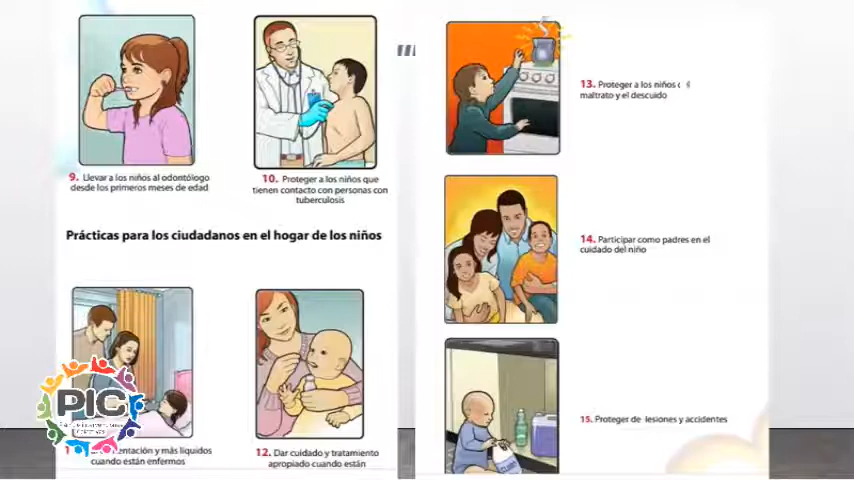 9. Llevar a los niños al odontólogo
desde los primeros meses de edad
10. Proteger a los niños que
tienen contacto con personas con
tuberculosis
Prácticas para los ciudadanos en el hogar de los niños
PIC
más líquidos
cuando están enfermos
12. Dar cuidado y tratamiento
apropiado cuando están
13. Proteger a los niños
maltrato y el descuido
14. Participar como padres en el
cuidado del niño
15. Proteger de lesiones y accidentes